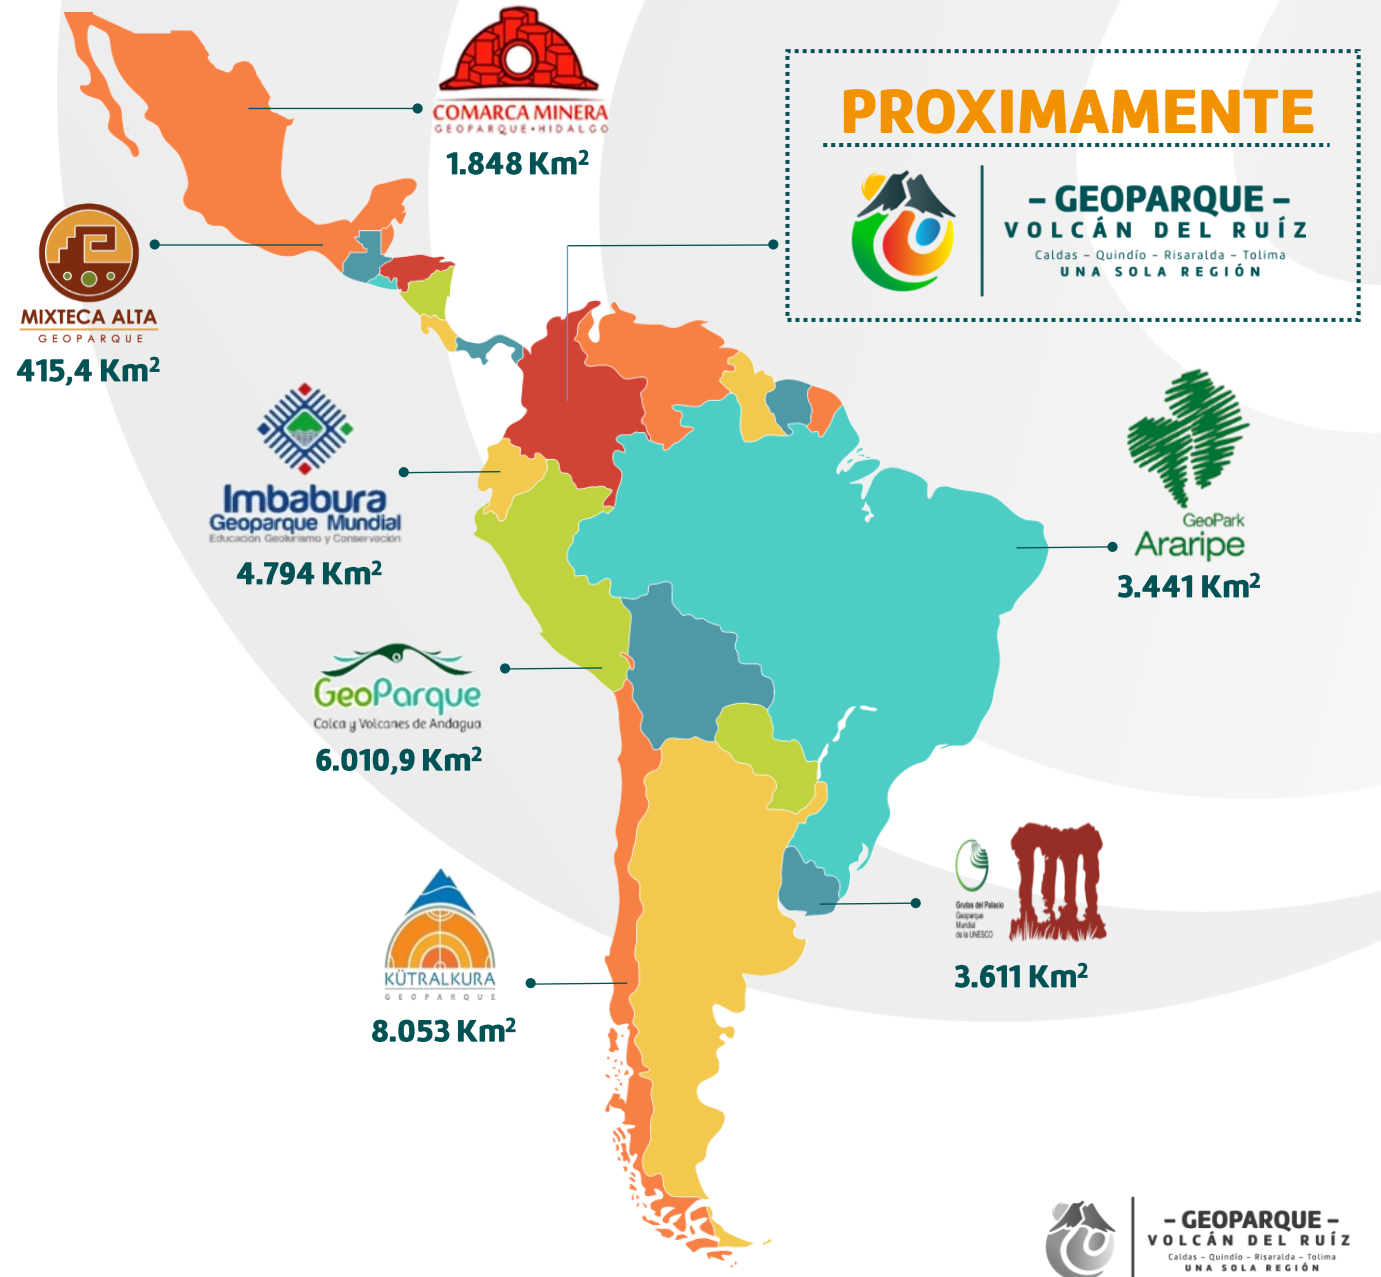 COMARCA MINERA
GEOPARQUE•HIDALGO
1.848 Km²
PROXIMAMENTE
– GEOPARQUE –
VOLCÁN DEL RUÍZ
Caldas – Quindío – Risaralda – Tolima
UNA SOLA REGIÓN
MIXTECA ALTA
GEOPARQUE
415,4 Km²
Imbabura
Geoparque Mundial
Educación Geoturismo y Conservación
4.794 Km²
GeoPark
Araripe
3.441 Km²
GeoParque
Colca y Volcanes de Andagua
6.010,9 Km²
Grutas del Palacio
Geoparque
Mundial
de la UNESCO
3.611 Km²
KÜTRALKURA
GEOPARQUE
8.053 Km²
– GEOPARQUE –
VOLCÁN DEL RUÍZ
Caldas – Quindío – Risaralda – Tolima
UNA SOLA REGIÓN